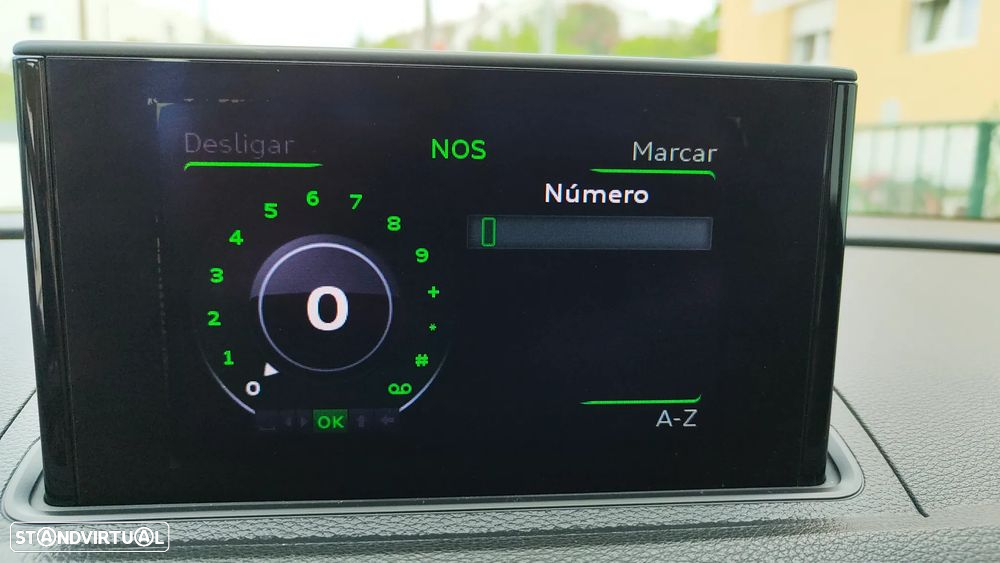 Desligar
NOS
Marcar
Número
6
7
5
8
4
9
3
+
0
2
*
1
#
0
OK
A-Z
STANDVIRTUAL